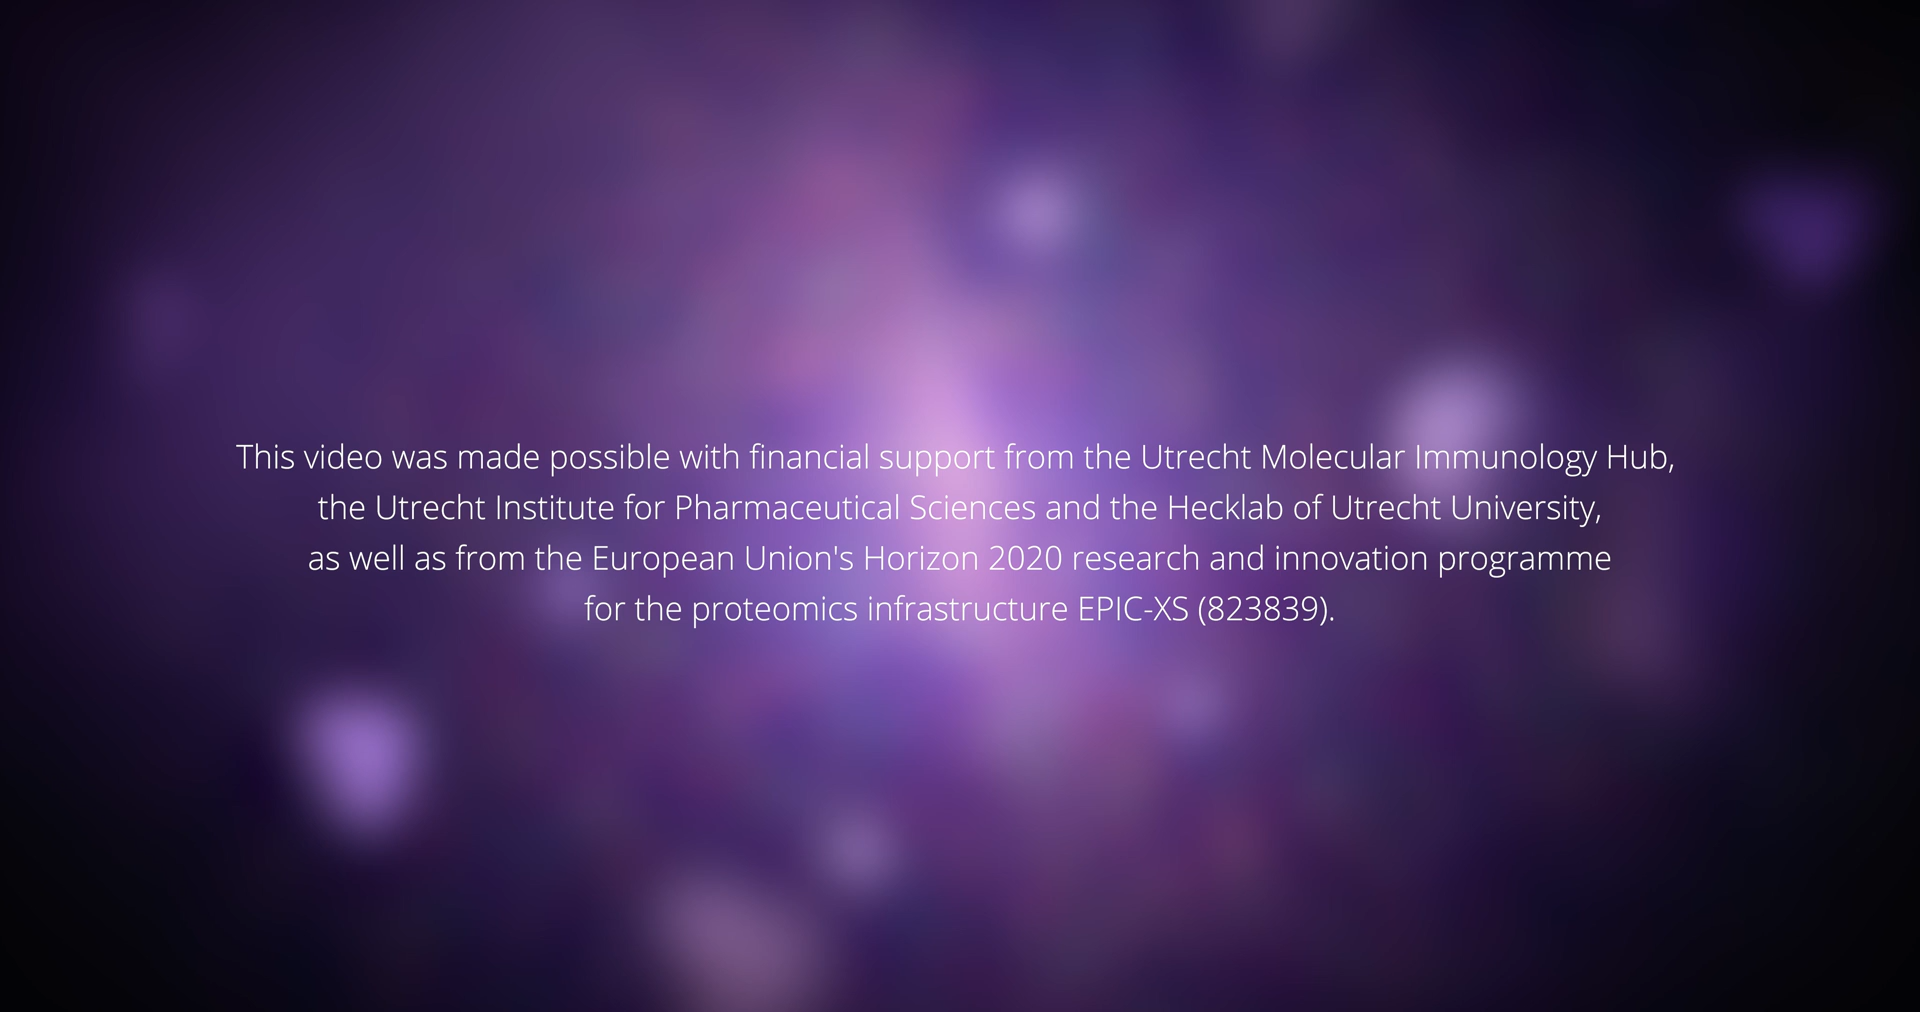 This video was made possible with financial support from the Utrecht Molecular Immunology Hub,
the Utrecht Institute for Pharmaceutical Sciences and the Hecklab of Utrecht University,
as well as from the European Union's Horizon 2020 research and innovation programme
for the proteomics infrastructure EPIC-XS (823839).